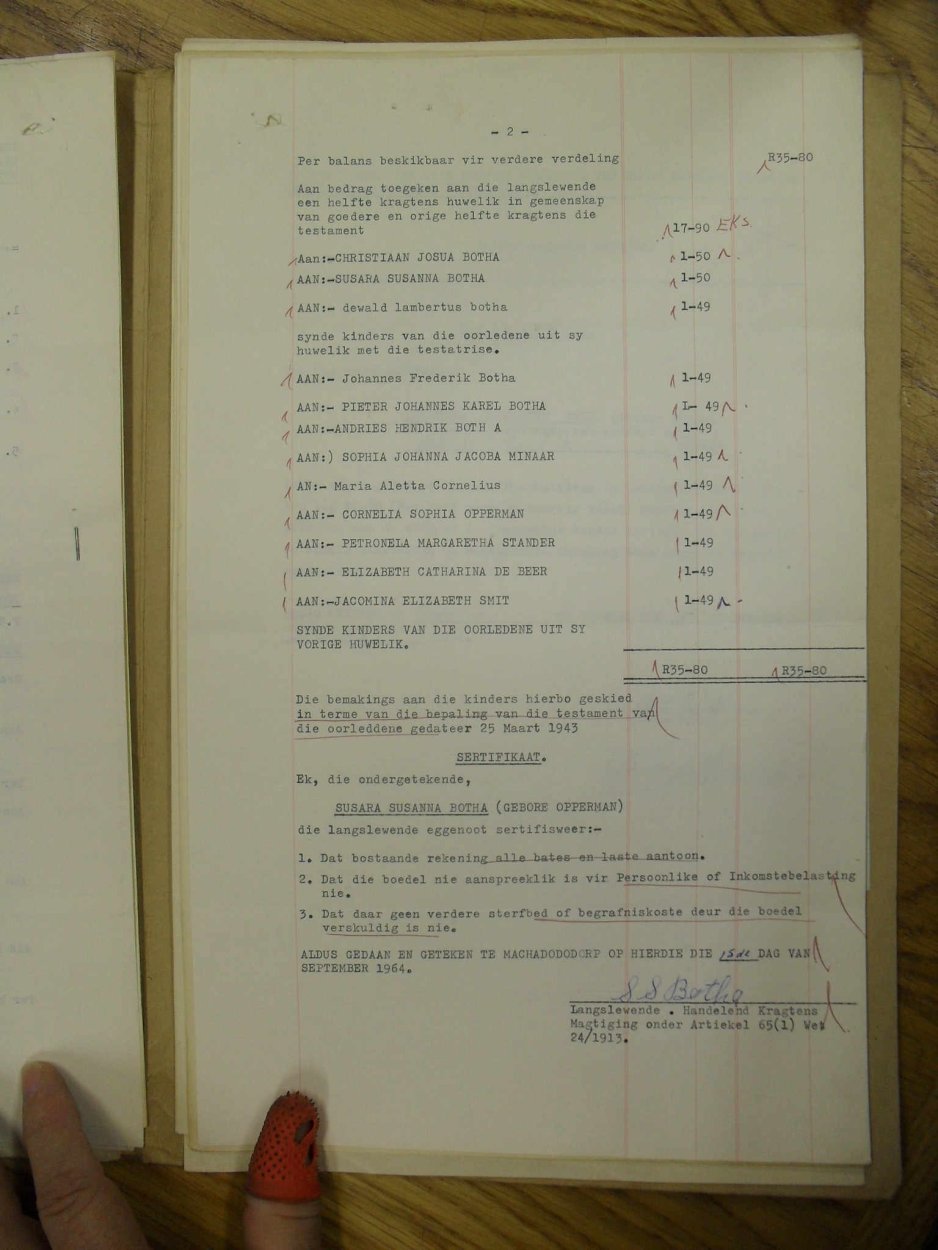 - 2 -
Per balans beskikbaar vir verdere verdeling R35-80
Aan bedrag toegeken aan die langslewende
een helfte kragtens huwelik in gemeenskap
van goedere en orige helfte kragtens die
testament 17-90 EKS
Aan:-CHRISTIAAN JOSUA BOTHA 1-50
AAN:-SUSARA SUSANNA BOTHA 1-50
AAN:- dewald lambertus botha 1-49
synde kinders van die oorledene uit sy
huwelik met die testatrise.
AAN:- Johannes Frederik Botha 1-49
AAN:- PIETER JOHANNES KAREL BOTHA L- 49
AAN:-ANDRIES HENDRIK BOTH A 1-49
AAN:) SOPHIA JOHANNA JACOBA MINAAR 1-49
AN:- Maria Aletta Cornelius 1-49
AAN:- CORNELIA SOPHIA OPPERMAN 1-49
AAN:- PETRONELA MARGARETHA STANDER 1-49
AAN:- ELIZABETH CATHARINA DE BEER 1-49
AAN:-JACOMINA ELIZABETH SMIT 1-49
SYNDE KINDERS VAN DIE OORLEDENE UIT SY
VORIGE HUWELIK.
R35-80 R35-80
Die bemakings aan die kinders hierbo geskied
in terme van die bepaling van die testament van
die oorleddene gedateer 25 Maart 1943
SERTIFIKAAT.
Ek, die ondergetekende,
SUSARA SUSANNA BOTHA (GEBORE OPPERMAN)
die langslewende eggenoot sertifisweer:-
1. Dat bostaande rekening alle bates en laste aantoon.
2. Dat die boedel nie aanspreeklik is vir Persoonlike of Inkomstebelasting
nie.
3. Dat daar geen verdere sterfbed of begrafniskoste deur die boedel
verskuldig is nie.
ALDUS GEDAAN EN GETEKEN TE MACHADODODORP OP HIERDIE DIE 15de DAG VAN
SEPTEMBER 1964.
S S Botha
Langslewende . Handelend Kragtens
Magtiging onder Artiekel 65(1) Wet
24/1913.